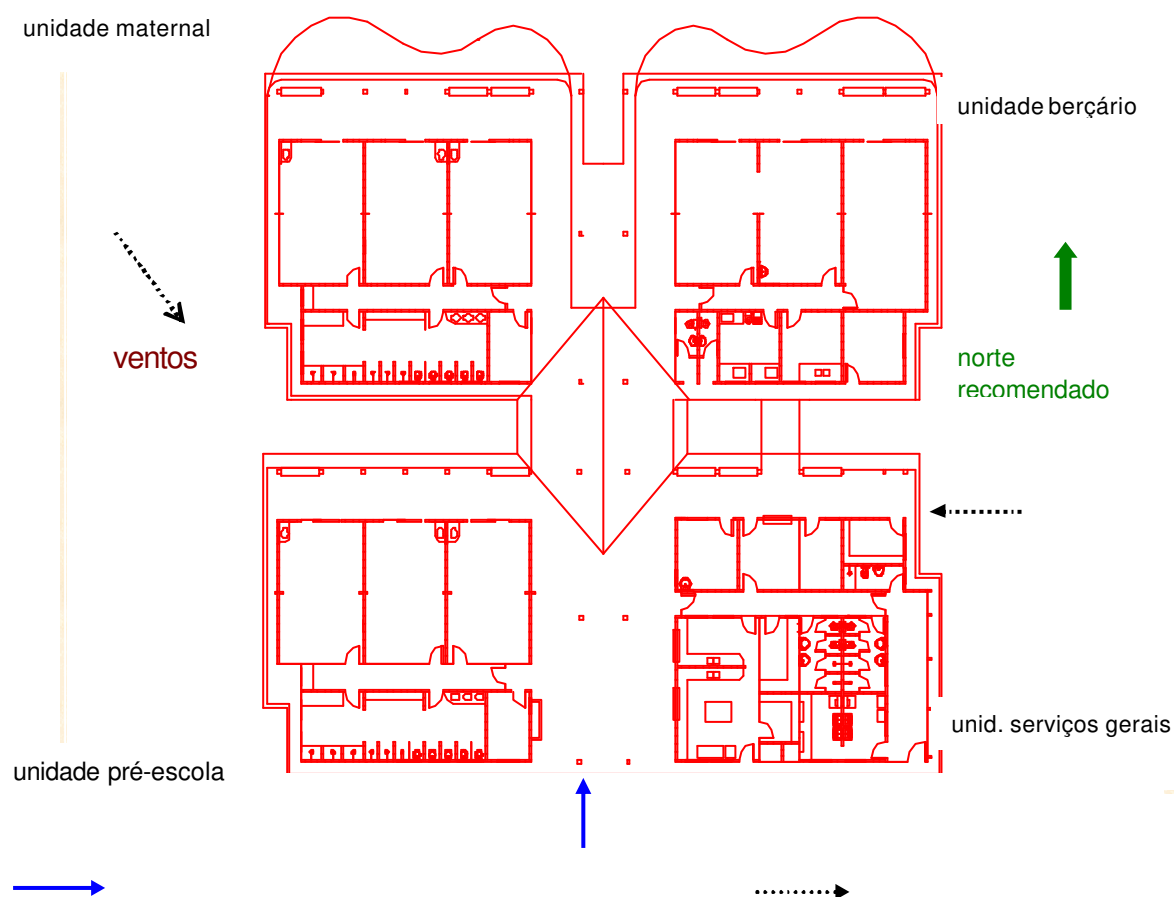 unidade maternal
unidade berçário
ventos
norte
recomendado
unid. serviços gerais
unidade pré-escola